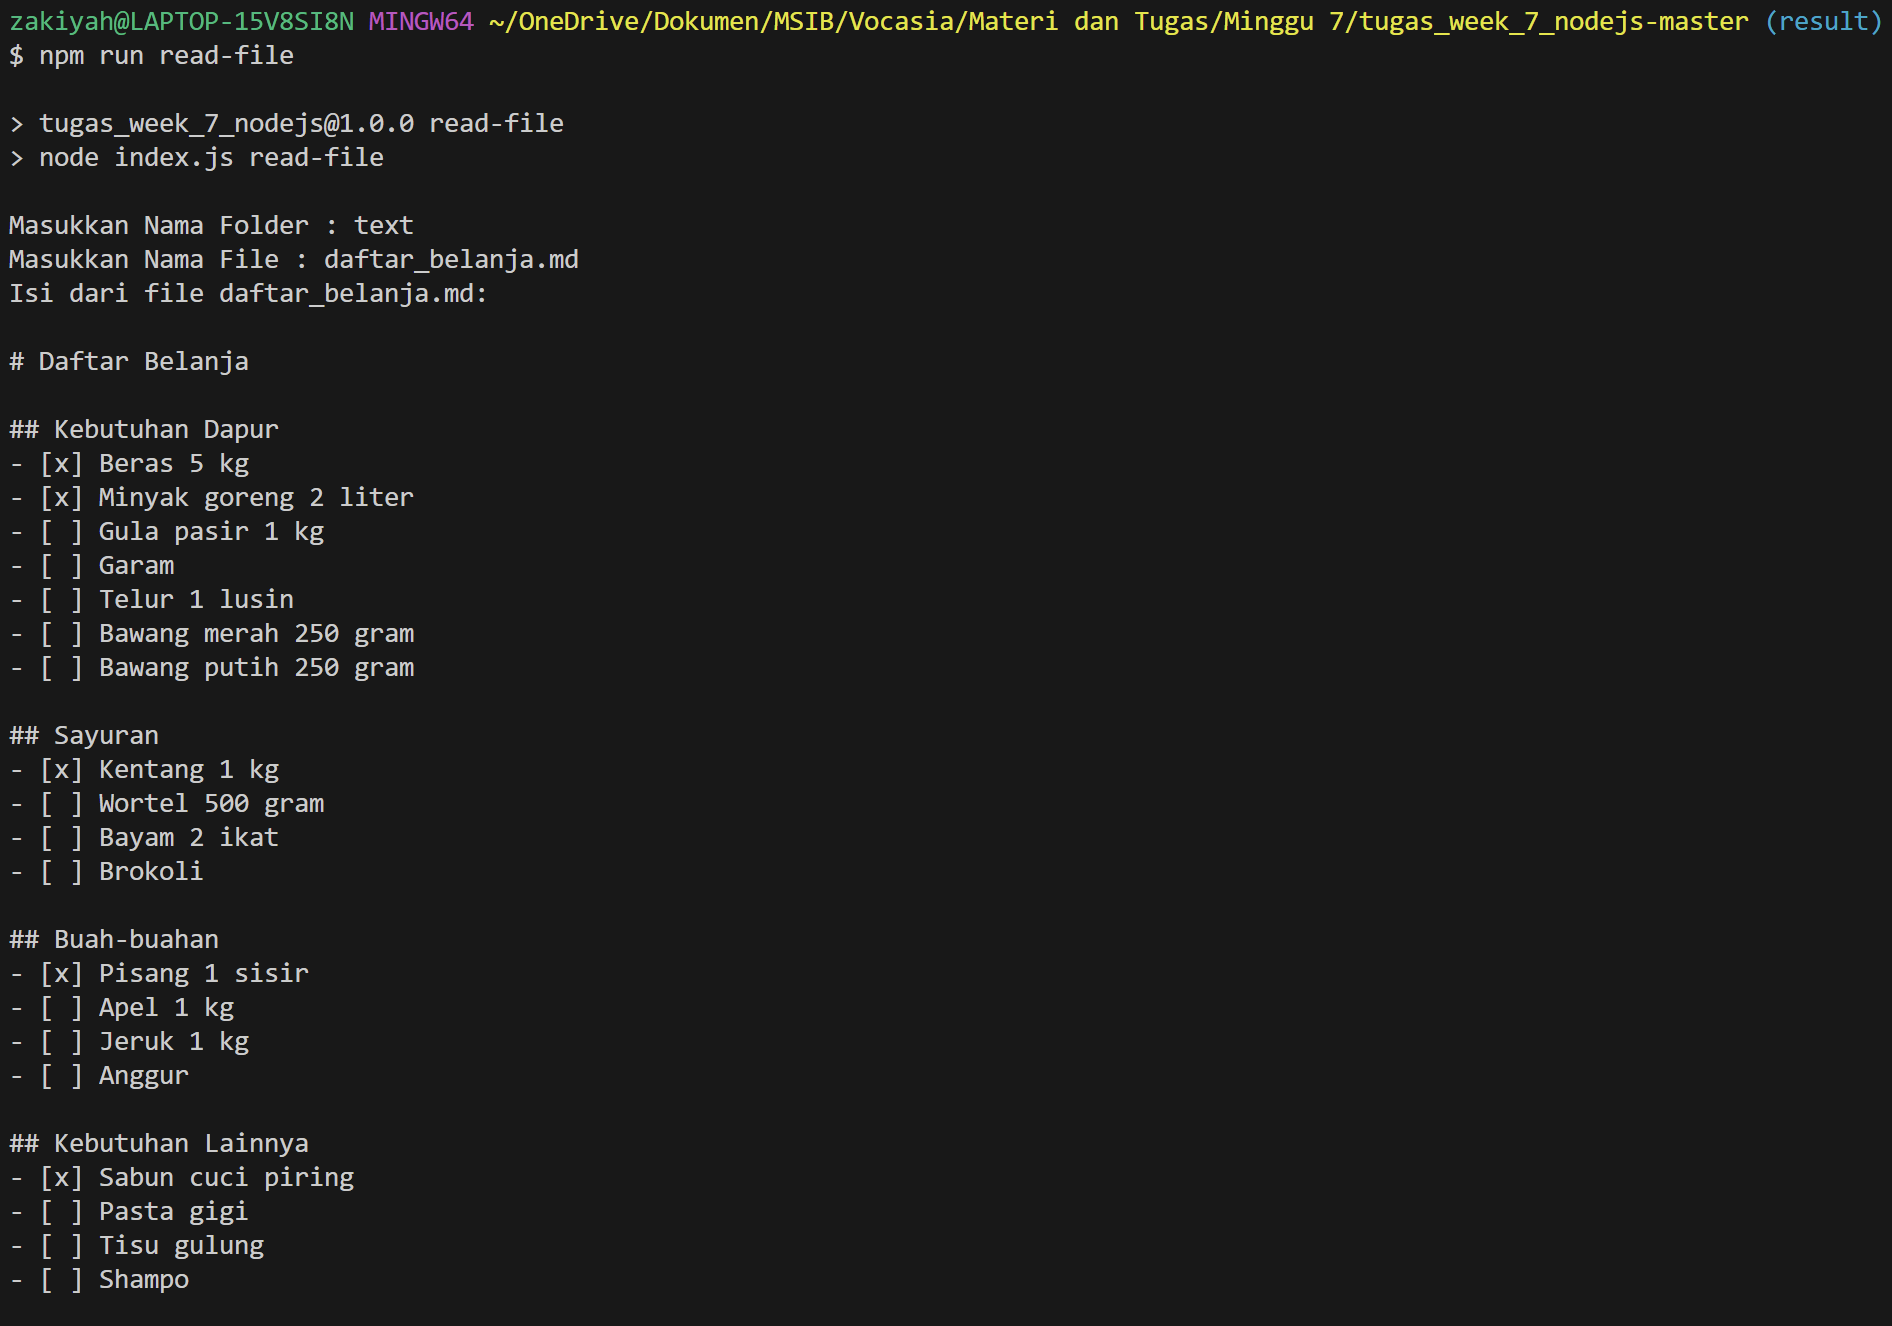 zakiyah@LAPTOP-15V8SI8N MINGW64 ~/OneDrive/Dokumen/MSIB/Vocasia/Materi dan Tugas/Minggu 7/tugas_week_7_nodejs-master (result)
$ npm run read-file
> tugas_week_7_nodejs@1.0.0 read-file
> node index.js read-file
Masukkan Nama Folder : text
Masukkan Nama File : daftar_belanja.md
Isi dari file daftar_belanja.md:
# Daftar Belanja
## Kebutuhan Dapur
- [x] Beras 5 kg
- [x] Minyak goreng 2 liter
- [ ] Gula pasir 1 kg
- [ ] Garam
- [ ] Telur 1 lusin
- [ ] Bawang merah 250 gram
- [ ] Bawang putih 250 gram
## Sayuran
- [x] Kentang 1 kg
- [ ] Wortel 500 gram
- [ ] Bayam 2 ikat
- [ ] Brokoli
## Buah-buahan
- [x] Pisang 1 sisir
- [ ] Apel 1 kg
- [ ] Jeruk 1 kg
- [ ] Anggur
## Kebutuhan Lainnya
- [x] Sabun cuci piring
- [ ] Pasta gigi
- [ ] Tisu gulung
- [ ] Shampo